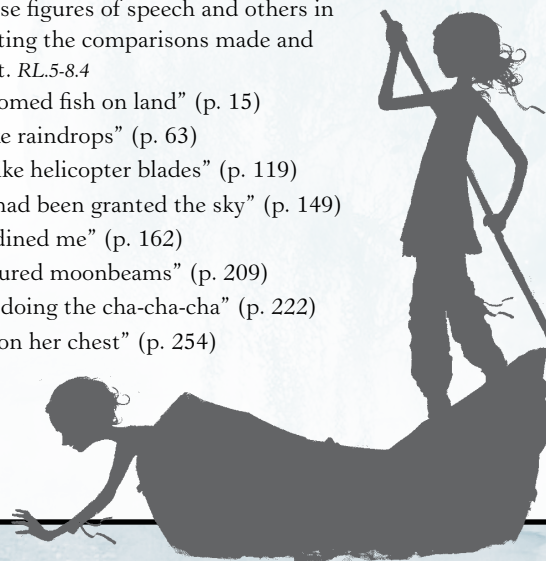 se figures of speech and others in
ting the comparisons made and
t. RL.5-8.4
omed fish on land” (p. 15)
e raindrops” (p. 63)
ke helicopter blades” (p. 119)
had been granted the sky” (p. 149)
dined me” (p. 162)
ured moonbeams” (p. 209)
doing the cha-cha-cha” (p. 222)
on her chest” (p. 254)